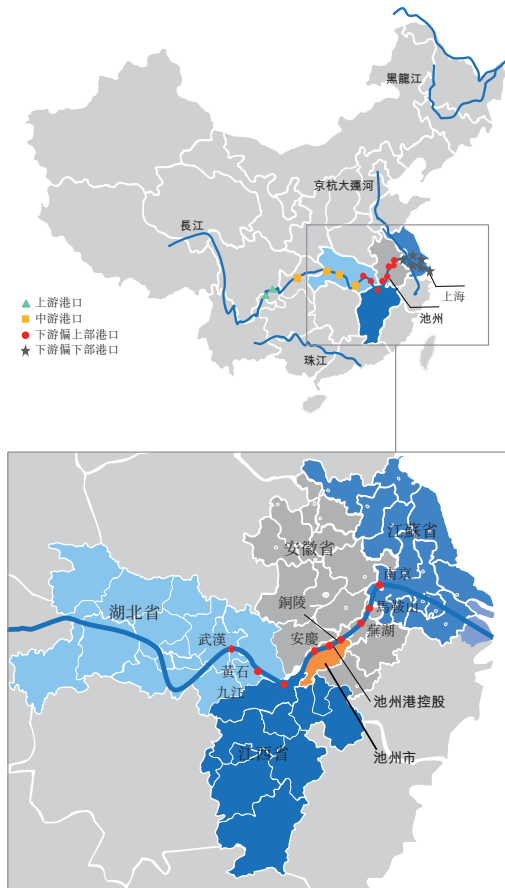 黑龍江
京杭大運河
長江
上海
池州
珠江
上游港口
中游港口
下游偏上部港口
下游偏下部港口
江蘇省
安徽省
南京
銅陵
馬鞍山
湖北省
蕪湖
武漢
安慶
黃石
九江
池州港控股
江西省
池州市